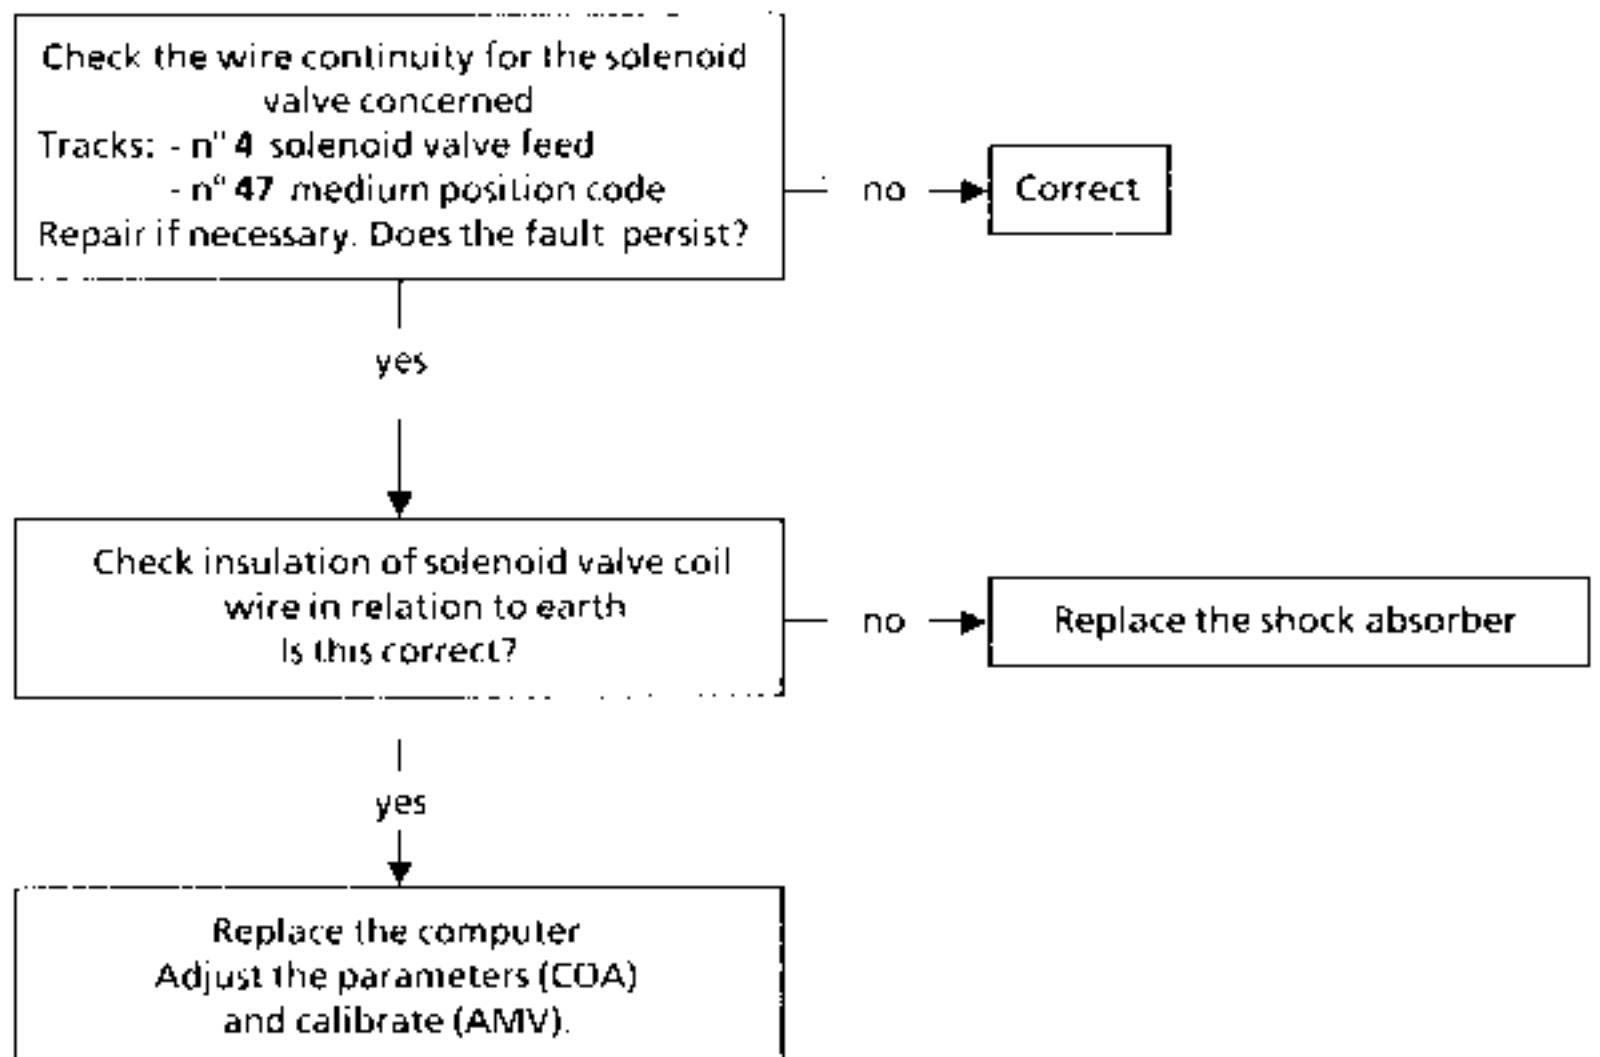 Check the wire continuity for the solenoid
valve concerned
Tracks: - n° 4 solenoid valve feed
- n° 47 medium position code
Repair if necessary. Does the fault persist?
no
Correct
yes
Check insulation of solenoid valve coil
wire in relation to earth
Is this correct?
no
Replace the shock absorber
yes
Replace the computer
Adjust the parameters (COA)
and calibrate (AMV).